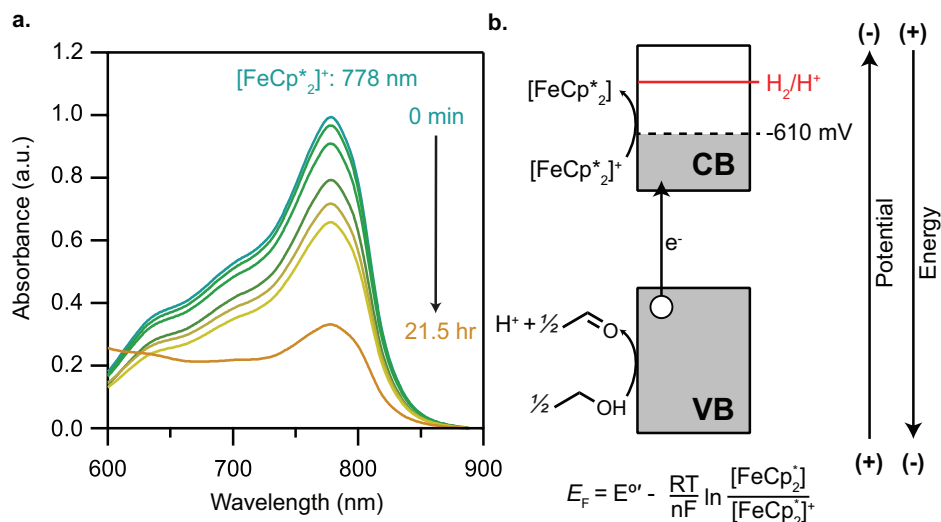 a.
1.2
1.0
0.8
0.6
0.4
0.2
0.0
Absorbance (a.u.)
[FeCp*₂]⁺: 778 nm
0 min
21.5 hr
600
700
800
900
Wavelength (nm)
b.
[FeCp*₂]
[FeCp*₂]⁺
H₂/H⁺
-610 mV
CB
e⁻
H⁺ + ½
O
½
OH
VB
(-)
(+)
Potential
Energy
(+)
(-)
E_F = E°′ - RT/nF ln [FeCp*₂]/[FeCp*₂]⁺